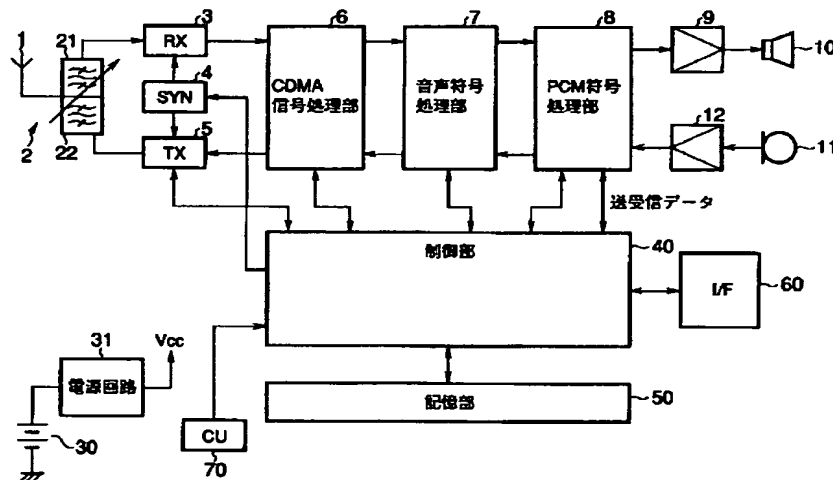 1
21
2
22
RX
3
SYN
4
TX
5
6
CDMA
信号処理部
7
音声符号
処理部
8
PCM符号
処理部
9
10
12
11
送受信データ
制御部
40
I/F
60
記憶部
50
Vcc
31
電源回路
30
CU
70